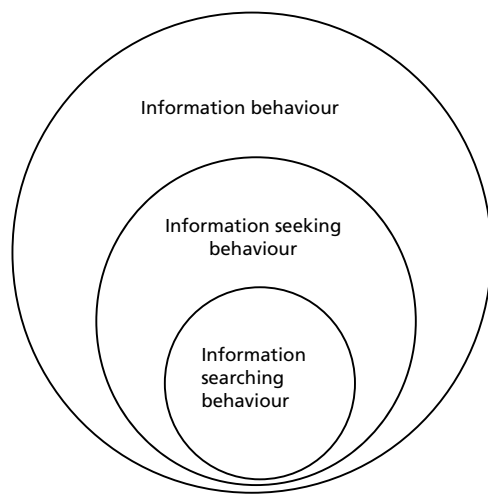 Information behaviour
Information seeking
behaviour
Information
searching
behaviour